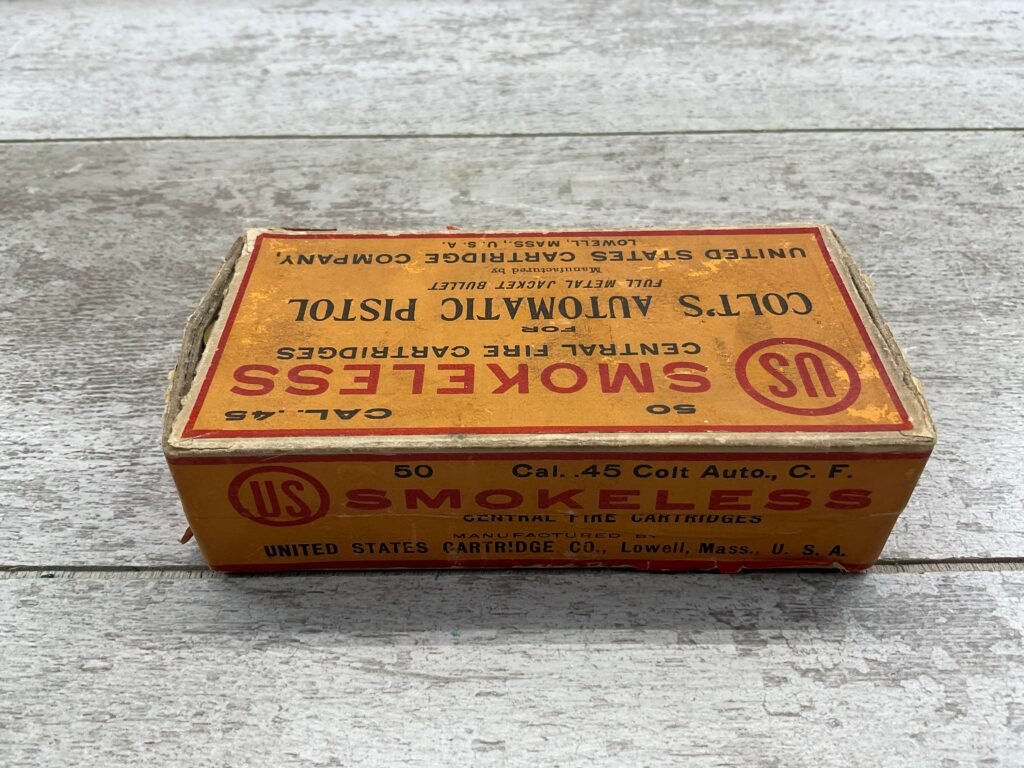 50 CAL. .45
US SMOKELESS
CENTRAL FIRE CARTRIDGES
FOR
COLT'S AUTOMATIC PISTOL
FULL METAL JACKET BULLET
Manufactured by
UNITED STATES CARTRIDGE COMPANY,
LOWELL, MASS., U.S.A.
50 Cal. .45 Colt Auto., C. F.
US SMOKELESS
CENTRAL FIRE CARTRIDGES
MANUFACTURED BY
UNITED STATES CARTRIDGE CO., Lowell, Mass., U. S. A.